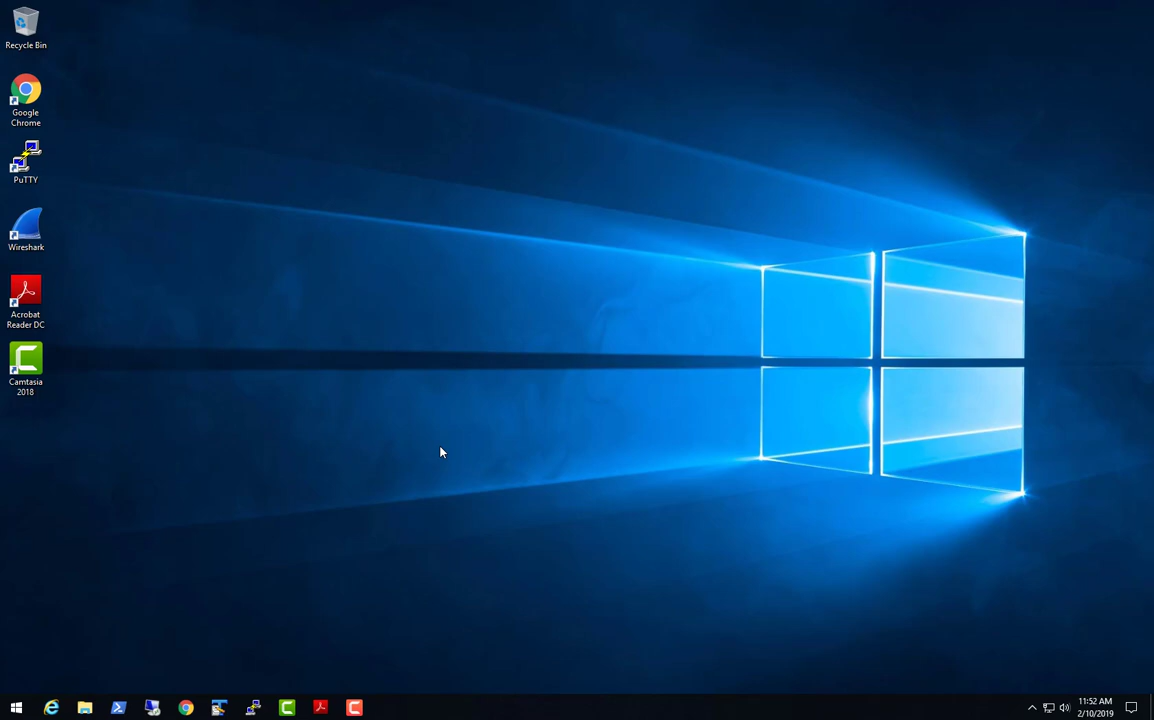 Recycle Bin
Google
Chrome
PuTTY
Wireshark
Acrobat
Reader DC
Camtasia
2018
11:52 AM
2/10/2019